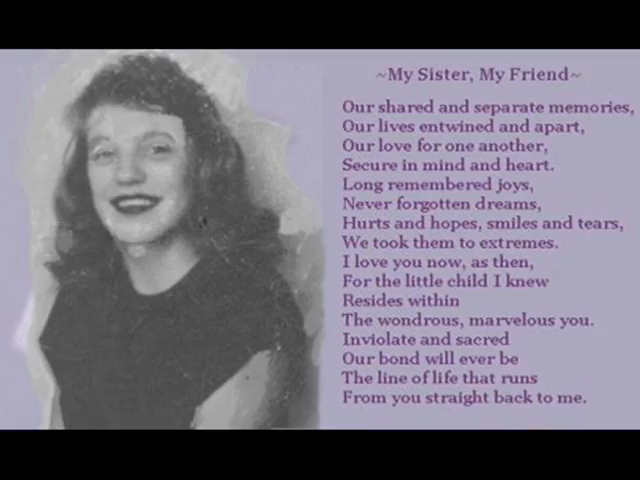 ~My Sister, My Friend~
Our shared and separate memories,
Our lives entwined and apart,
Our love for one another,
Secure in mind and heart.
Long remembered joys,
Never forgotten dreams,
Hurts and hopes, smiles and tears,
We took them to extremes.
I love you now, as then,
For the little child I knew
Resides within
The wondrous, marvelous you.
Inviolate and sacred
Our bond will ever be
The line of life that runs
From you straight back to me.